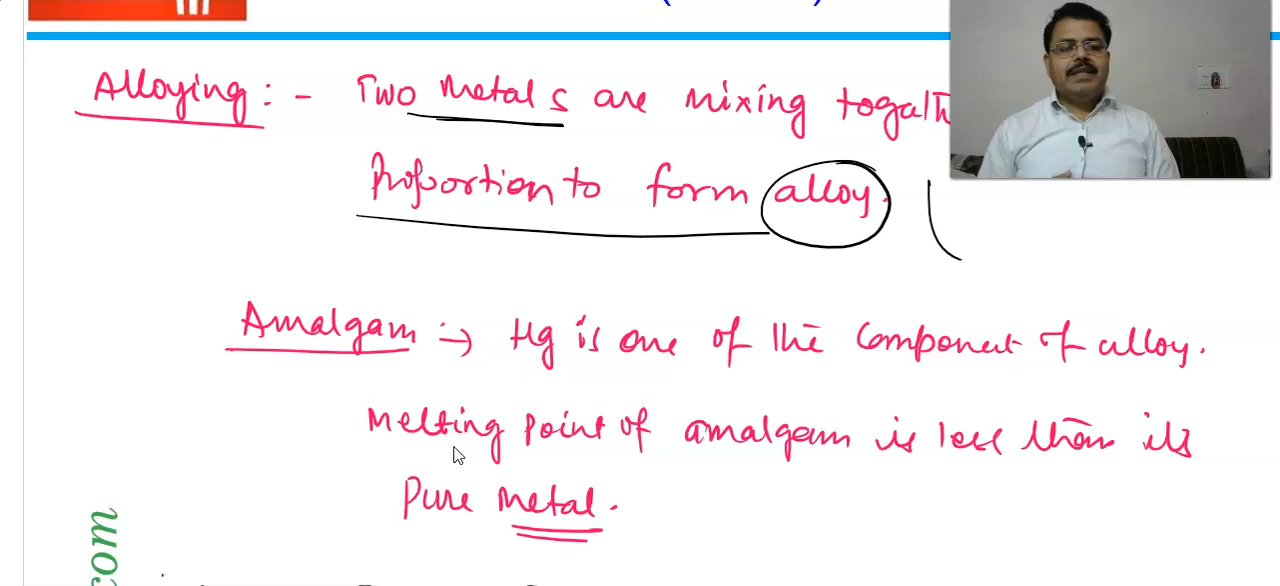 Alloying :- Two metals are mixing togath
Proportion to form alloy.
Amalgam :→ Hg is one of the component of alloy.
Melting point of amalgam is less than its
Pure metal.
com